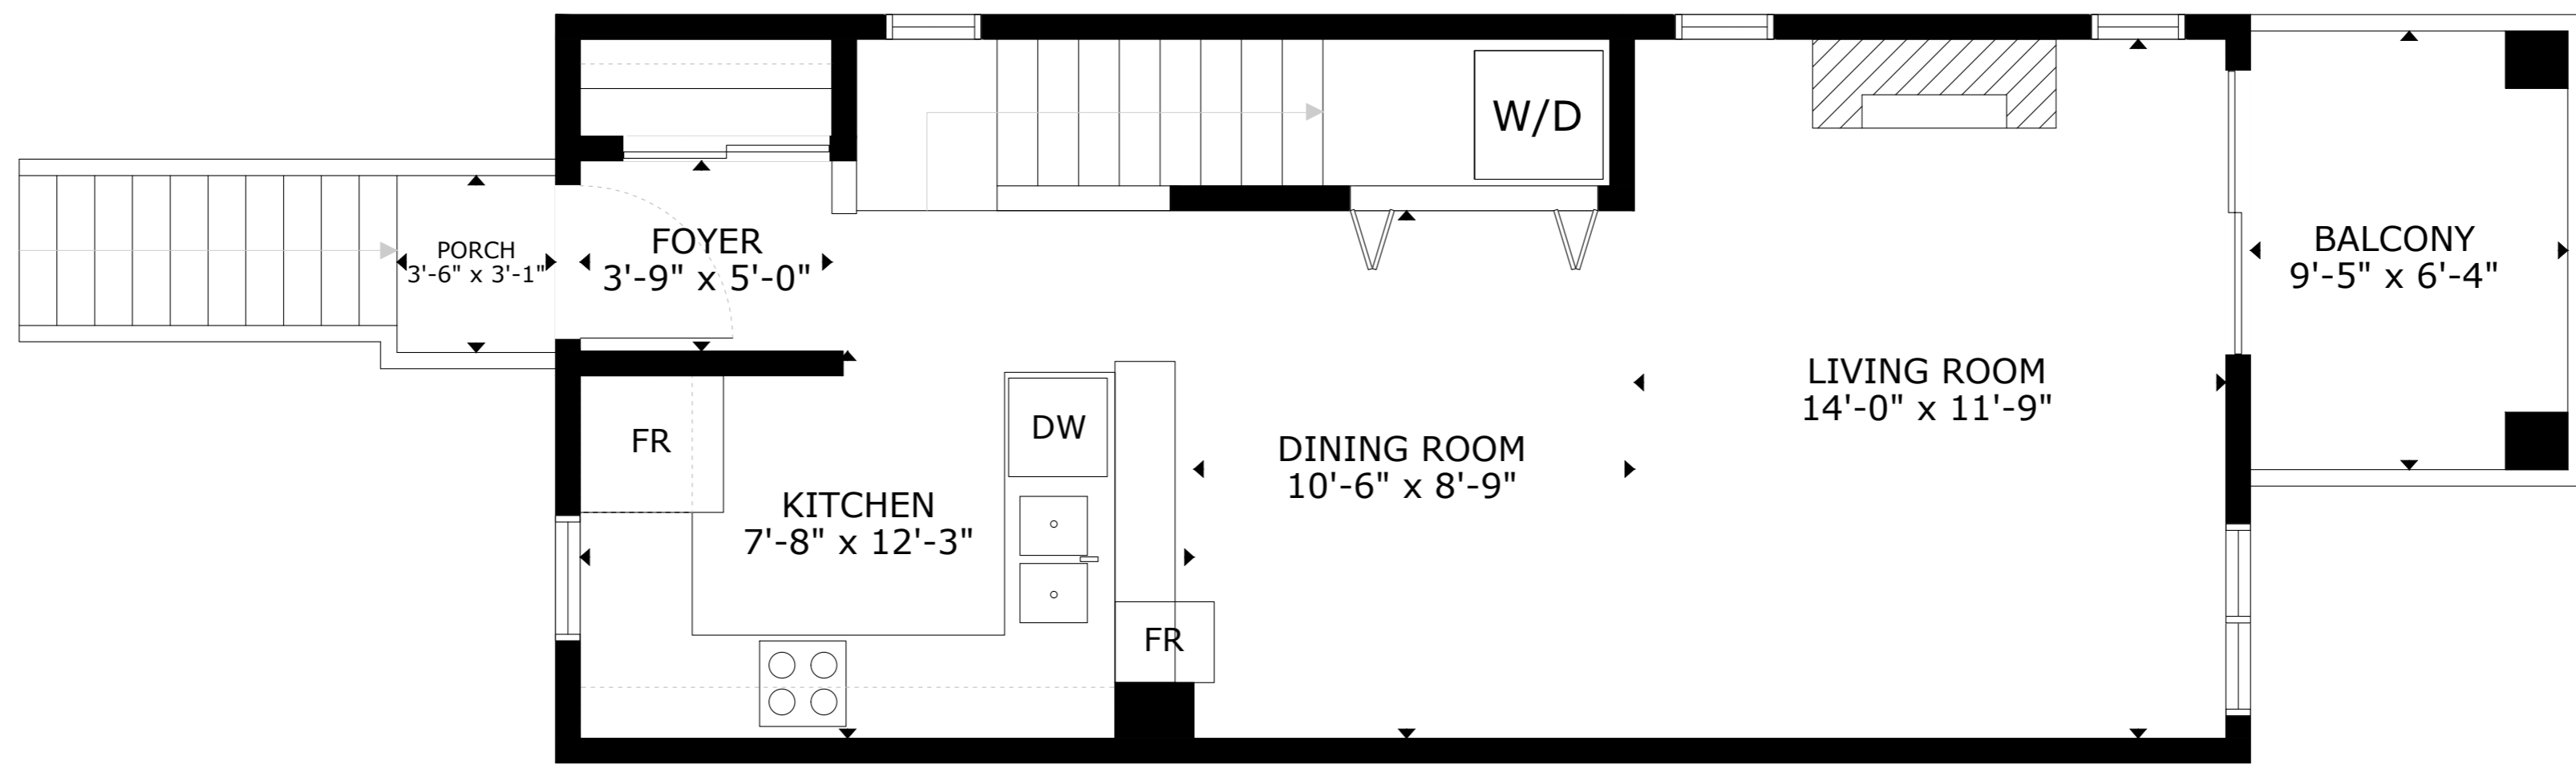 W/D
PORCH
3'-6" x 3'-1"
FOYER
3'-9" x 5'-0"
BALCONY
9'-5" x 6'-4"
LIVING ROOM
14'-0" x 11'-9"
FR
DW
DINING ROOM
10'-6" x 8'-9"
KITCHEN
7'-8" x 12'-3"
FR